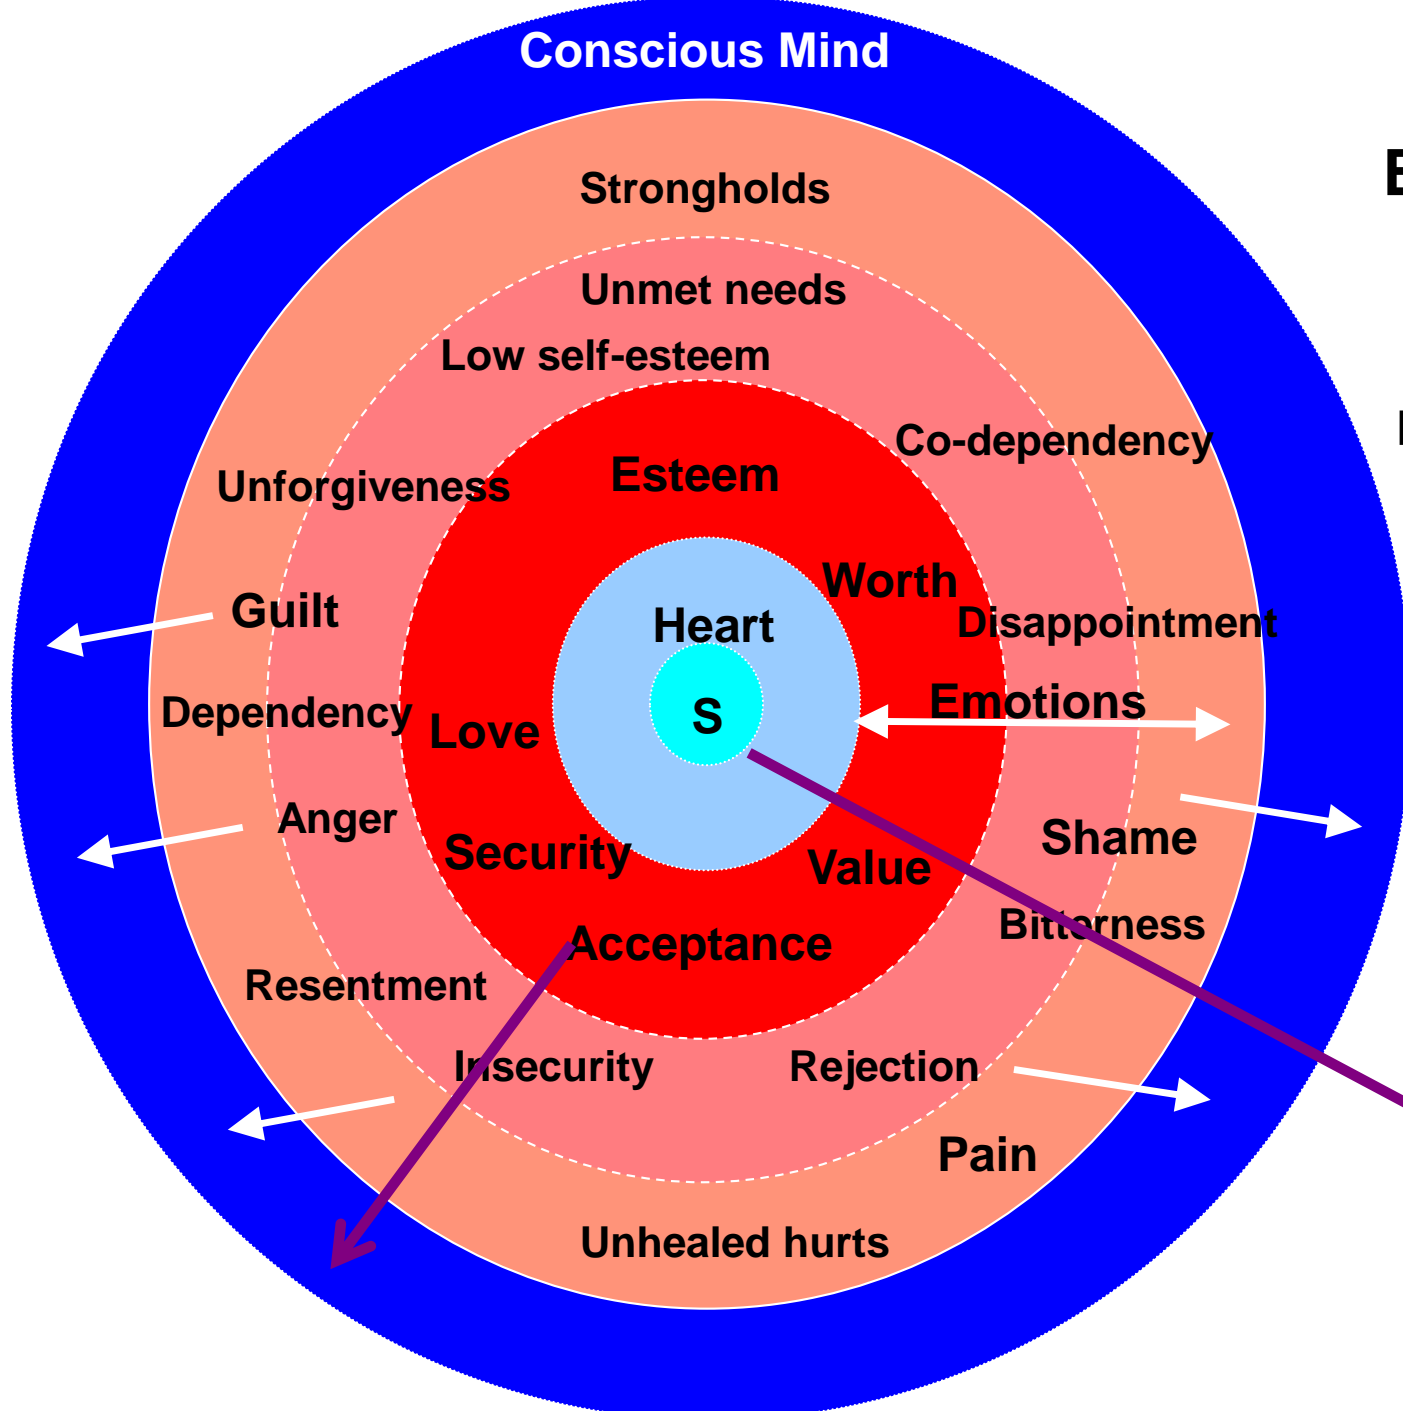 Conscious Mind
Strongholds
Unmet needs
Low self-esteem
Co-dependency
Esteem
Unforgiveness
Worth
Guilt
Heart
Disappointment
Emotions
Dependency
Love
S
Anger
Shame
Security
Value
Bitterness
Acceptance
Resentment
Insecurity
Rejection
Pain
Unhealed hurts